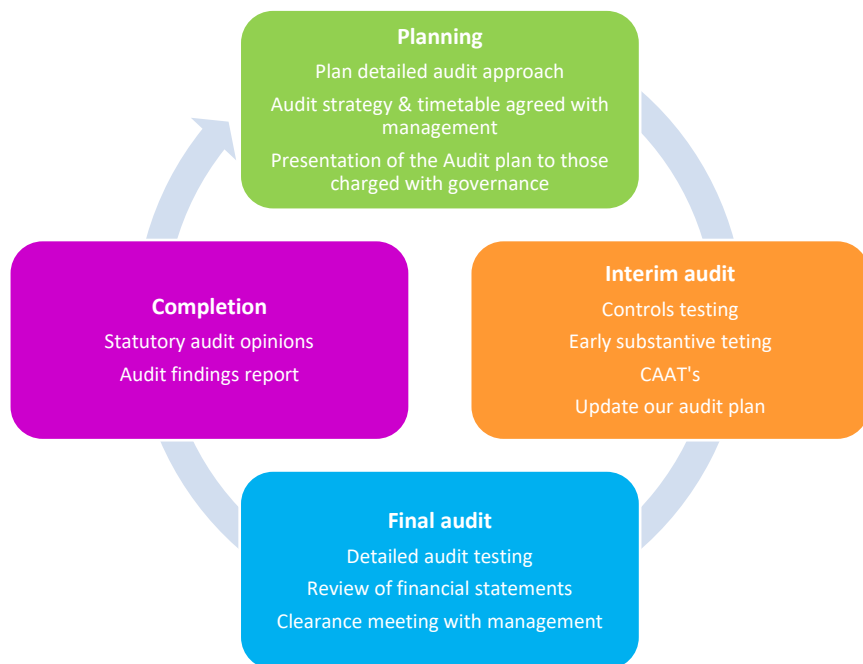 Planning
Plan detailed audit approach
Audit strategy & timetable agreed with
management
Presentation of the Audit plan to those
charged with governance
Interim audit
Controls testing
Early substantive teting
CAAT's
Update our audit plan
Final audit
Detailed audit testing
Review of financial statements
Clearance meeting with management
Completion
Statutory audit opinions
Audit findings report